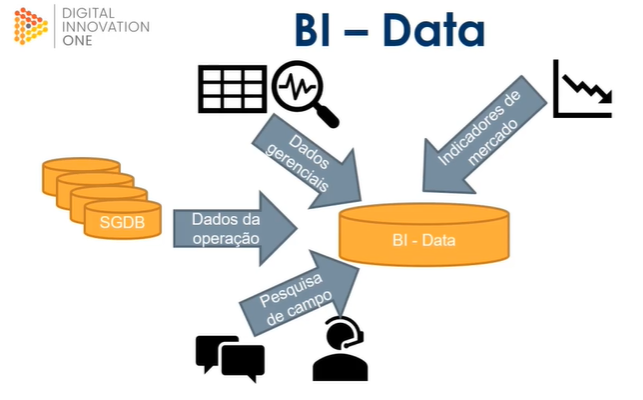 DIGITAL
INNOVATION
ONE
BI – Data
Dados
gerenciais
Indicadores de
mercado
SGDB
Dados da
operação
BI - Data
Pesquisa
de campo